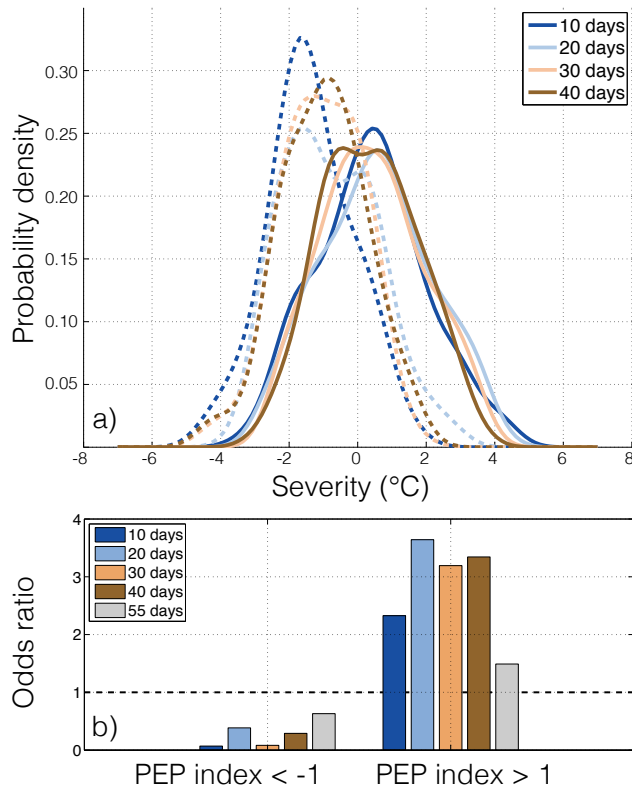 10 days
20 days
30 days
40 days
0.30
0.25
0.20
0.15
0.10
0.05
Probability density
a)
-8 -6 -4 -2 0 2 4 6 8
Severity (°C)
4
3
2
1
0
Odds ratio
10 days
20 days
30 days
40 days
55 days
b)
PEP index < -1 PEP index > 1